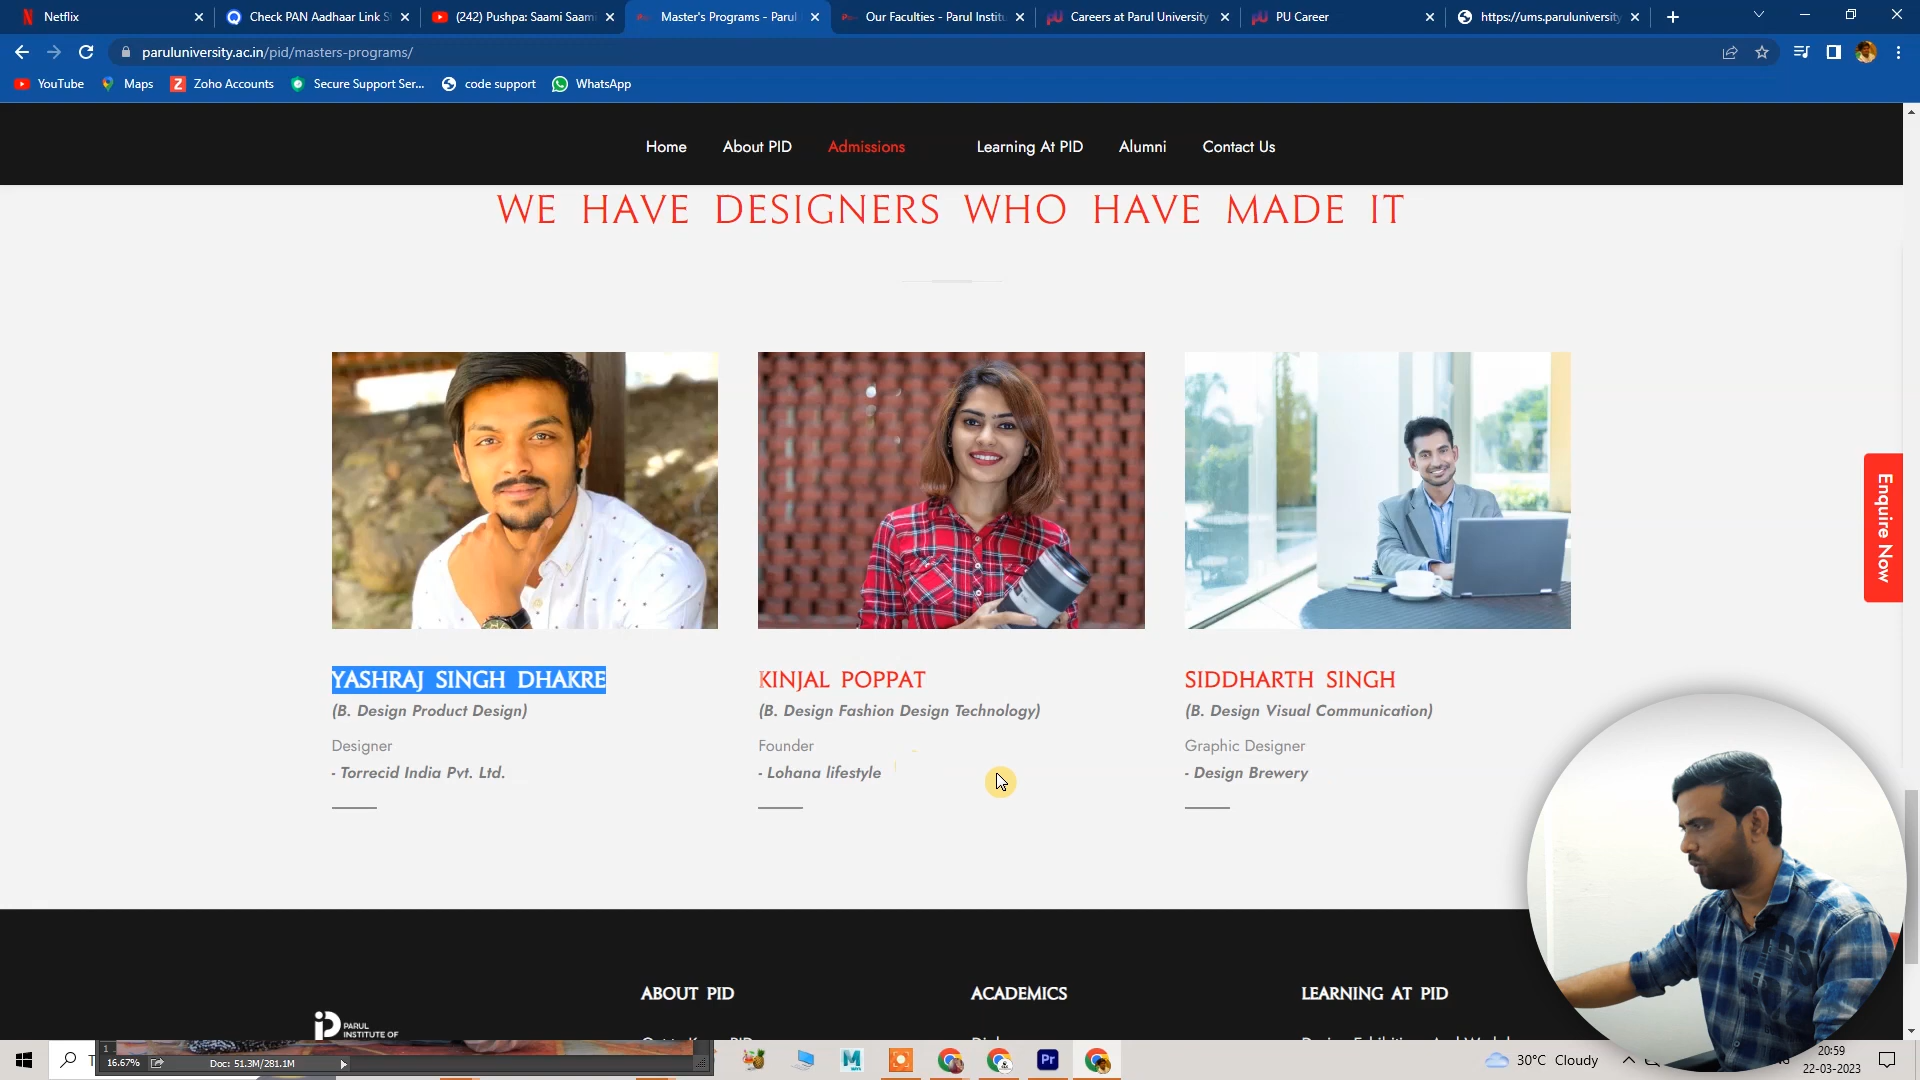 Netflix
Check PAN Aadhaar Link S
(242) Pushpa: Saami Saami
Master's Programs - Parul
Our Faculties - Parul Institu
Careers at Parul University
PU Career
https://ums.paruluniversity
paruluniversity.ac.in/pid/masters-programs/
YouTube
Maps
Zoho Accounts
Secure Support Ser...
code support
WhatsApp
Home
About PID
Admissions
Learning At PID
Alumni
Contact Us
WE HAVE DESIGNERS WHO HAVE MADE IT
Enquire Now
YASHRAJ SINGH DHAKRE
(B. Design Product Design)
Designer
- Torrecid India Pvt. Ltd.
KINJAL POPPAT
(B. Design Fashion Design Technology)
Founder
- Lohana lifestyle
SIDDHARTH SINGH
(B. Design Visual Communication)
Graphic Designer
- Design Brewery
ABOUT PID
ACADEMICS
LEARNING AT PID
PARUL
INSTITUTE OF
16.67%
Doc: 51.3M/281.1M
30°C Cloudy
20:59
22-03-2023